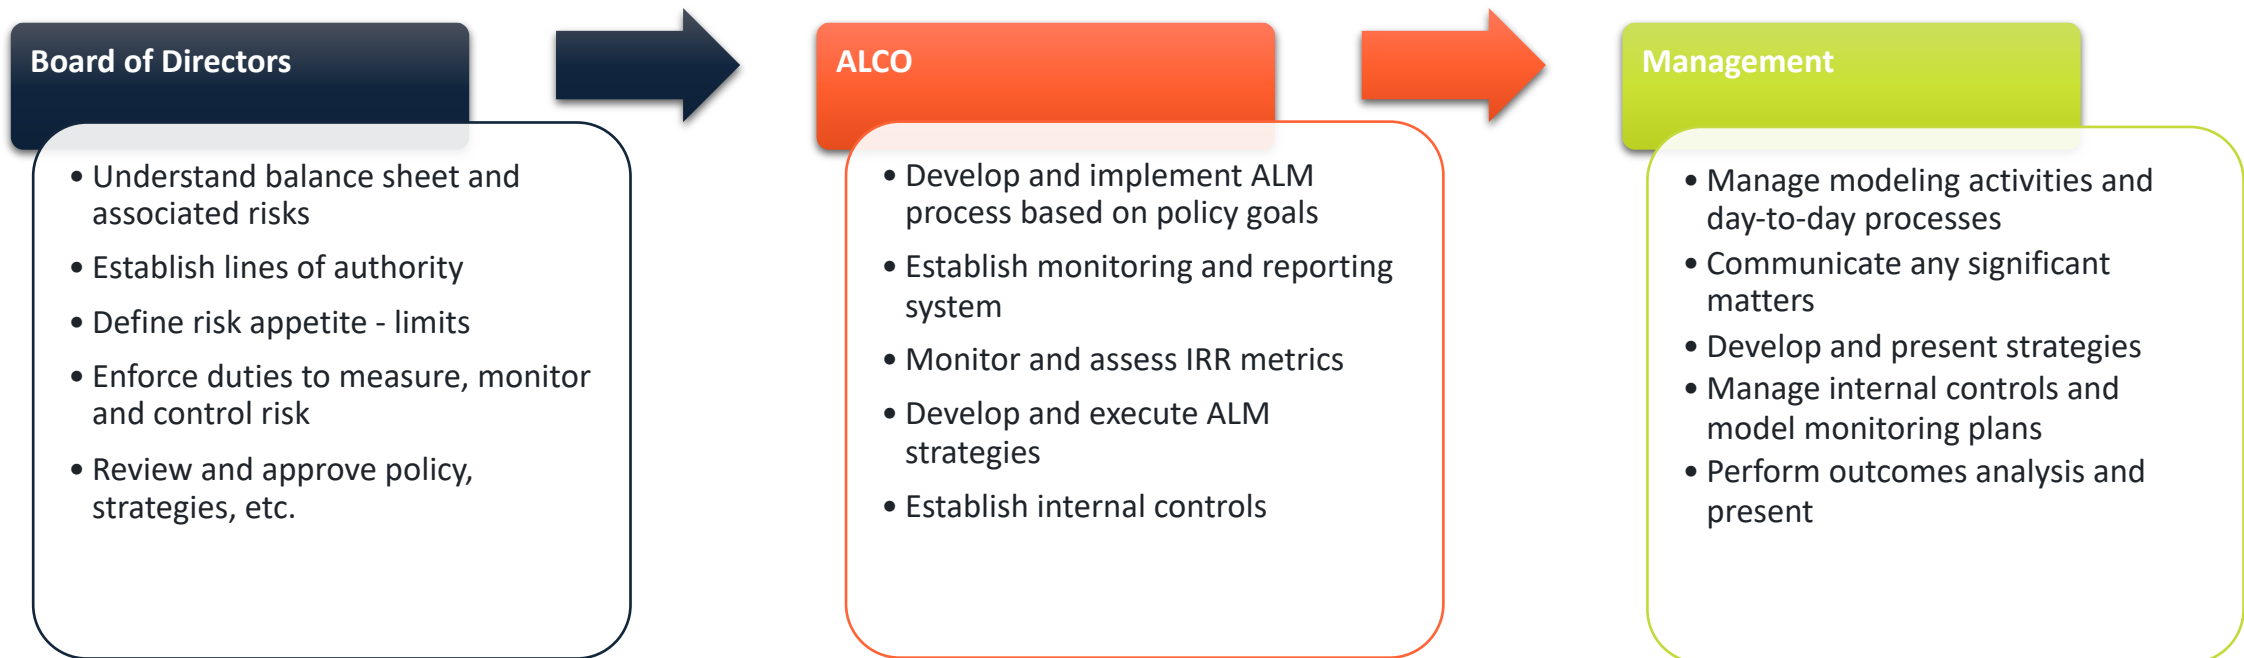 Board of Directors
• Understand balance sheet and
associated risks
• Establish lines of authority
• Define risk appetite - limits
• Enforce duties to measure, monitor
and control risk
• Review and approve policy,
strategies, etc.
ALCO
• Develop and implement ALM
process based on policy goals
• Establish monitoring and reporting
system
• Monitor and assess IRR metrics
• Develop and execute ALM
strategies
• Establish internal controls
Management
• Manage modeling activities and
day-to-day processes
• Communicate any significant
matters
• Develop and present strategies
• Manage internal controls and
model monitoring plans
• Perform outcomes analysis and
present